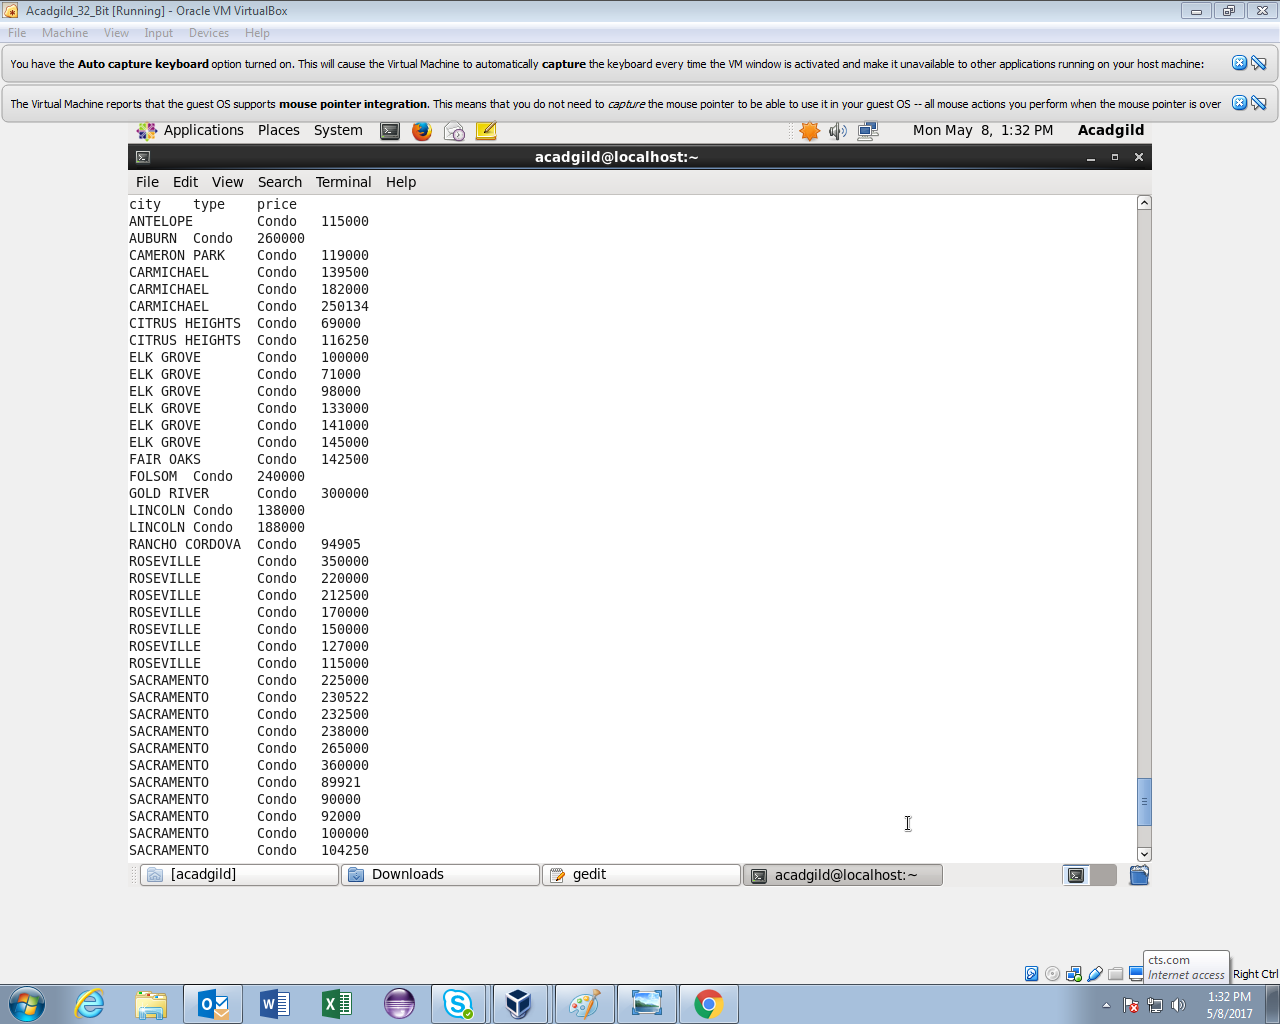 Acadgild_32_Bit [Running] - Oracle VM VirtualBox
File Machine View Input Devices Help
You have the Auto capture keyboard option turned on. This will cause the Virtual Machine to automatically capture the keyboard every time the VM window is activated and make it unavailable to other applications running on your host machine:
The Virtual Machine reports that the guest OS supports mouse pointer integration. This means that you do not need to capture the mouse pointer to be able to use it in your guest OS -- all mouse actions you perform when the mouse pointer is over
Applications Places System Mon May 8, 1:32 PM Acadgild
acadgild@localhost:~
File Edit View Search Terminal Help
city type price
ANTELOPE Condo 115000
AUBURN Condo 260000
CAMERON PARK Condo 119000
CARMICHAEL Condo 139500
CARMICHAEL Condo 182000
CARMICHAEL Condo 250134
CITRUS HEIGHTS Condo 69000
CITRUS HEIGHTS Condo 116250
ELK GROVE Condo 100000
ELK GROVE Condo 71000
ELK GROVE Condo 98000
ELK GROVE Condo 133000
ELK GROVE Condo 141000
ELK GROVE Condo 145000
FAIR OAKS Condo 142500
FOLSOM Condo 240000
GOLD RIVER Condo 300000
LINCOLN Condo 138000
LINCOLN Condo 188000
RANCHO CORDOVA Condo 94905
ROSEVILLE Condo 350000
ROSEVILLE Condo 220000
ROSEVILLE Condo 212500
ROSEVILLE Condo 170000
ROSEVILLE Condo 150000
ROSEVILLE Condo 127000
ROSEVILLE Condo 115000
SACRAMENTO Condo 225000
SACRAMENTO Condo 230522
SACRAMENTO Condo 232500
SACRAMENTO Condo 238000
SACRAMENTO Condo 265000
SACRAMENTO Condo 360000
SACRAMENTO Condo 89921
SACRAMENTO Condo 90000
SACRAMENTO Condo 92000
SACRAMENTO Condo 100000
SACRAMENTO Condo 104250
[acadgild] Downloads gedit acadgild@localhost:~
cts.com
Internet access
Right Ctrl
1:32 PM
5/8/2017